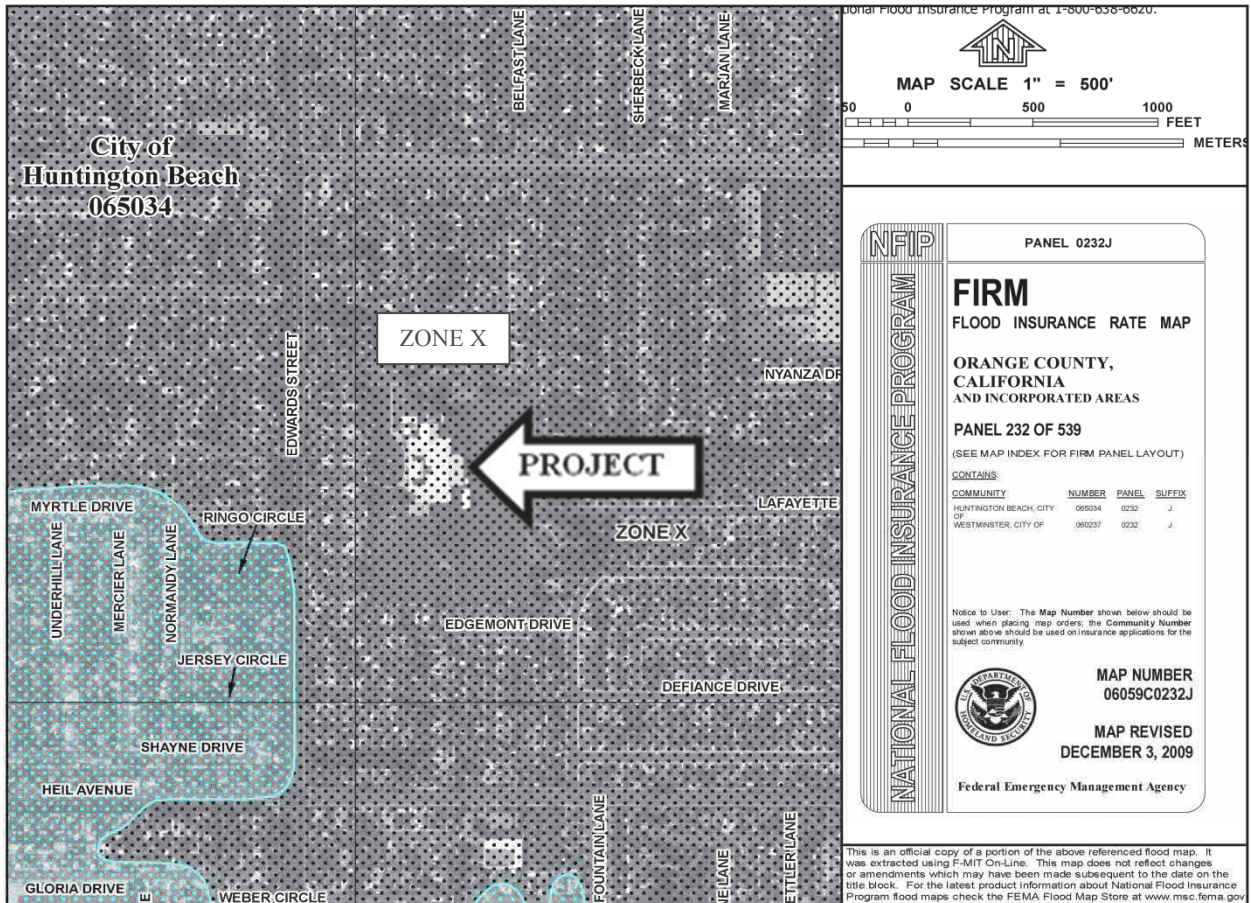 BELFAST LANE
SHERBECK LANE
MARJAN LANE
City of
Huntington Beach
065034
ZONE X
EDWARDS STREET
NYANZA DR
PROJECT
LAFAYETTE
ZONE X
MYRTLE DRIVE
RINGO CIRCLE
UNDERHILL LANE
MERCIER LANE
NORMANDY LANE
EDGEMONT DRIVE
JERSEY CIRCLE
DEFIANCE DRIVE
SHAYNE DRIVE
HEIL AVENUE
FOUNTAIN LANE
NE LANE
ETTLER LANE
GLORIA DRIVE
E
WEBER CIRCLE
ional Flood Insurance Program at 1-800-638-6620.
N
MAP SCALE 1" = 500'
50 0 500 1000
FEET
METERS
NFIP
NATIONAL FLOOD INSURANCE PROGRAM
PANEL 0232J
FIRM
FLOOD INSURANCE RATE MAP
ORANGE COUNTY,
CALIFORNIA
AND INCORPORATED AREAS
PANEL 232 OF 539
(SEE MAP INDEX FOR FIRM PANEL LAYOUT)
CONTAINS:
COMMUNITY NUMBER PANEL SUFFIX
HUNTINGTON BEACH, CITY 065034 0232 J
OF
WESTMINSTER, CITY OF 060237 0232 J
Notice to User: The Map Number shown below should be
used when placing map orders; the Community Number
shown above should be used on insurance applications for the
subject community.
U.S. DEPARTMENT OF HOMELAND SECURITY
MAP NUMBER
06059C0232J
MAP REVISED
DECEMBER 3, 2009
Federal Emergency Management Agency
This is an official copy of a portion of the above referenced flood map. It
was extracted using F-MIT On-Line. This map does not reflect changes
or amendments which may have been made subsequent to the date on the
title block. For the latest product information about National Flood Insurance
Program flood maps check the FEMA Flood Map Store at www.msc.fema.gov